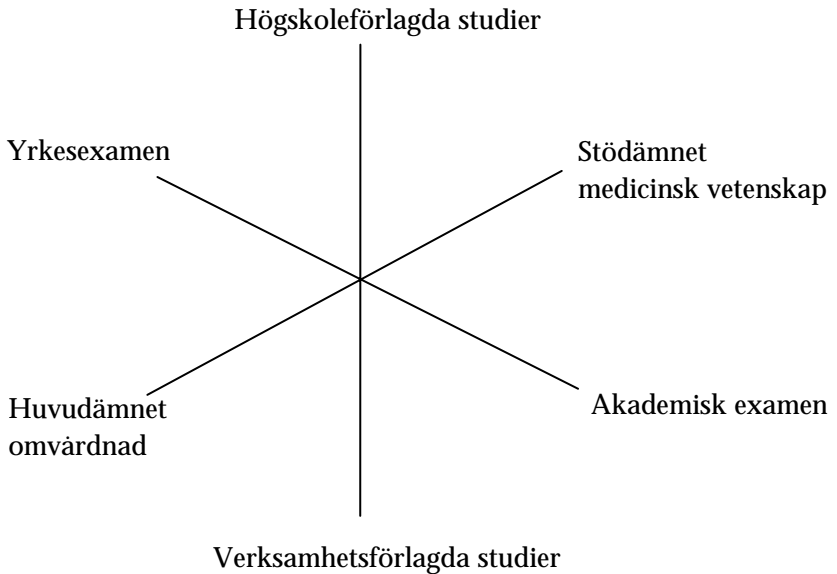 Högskoleförlagda studier
Yrkesexamen
Stödämnet
medicinsk vetenskap
Huvudämnet
omvårdnad
Akademisk examen
Verksamhetsförlagda studier